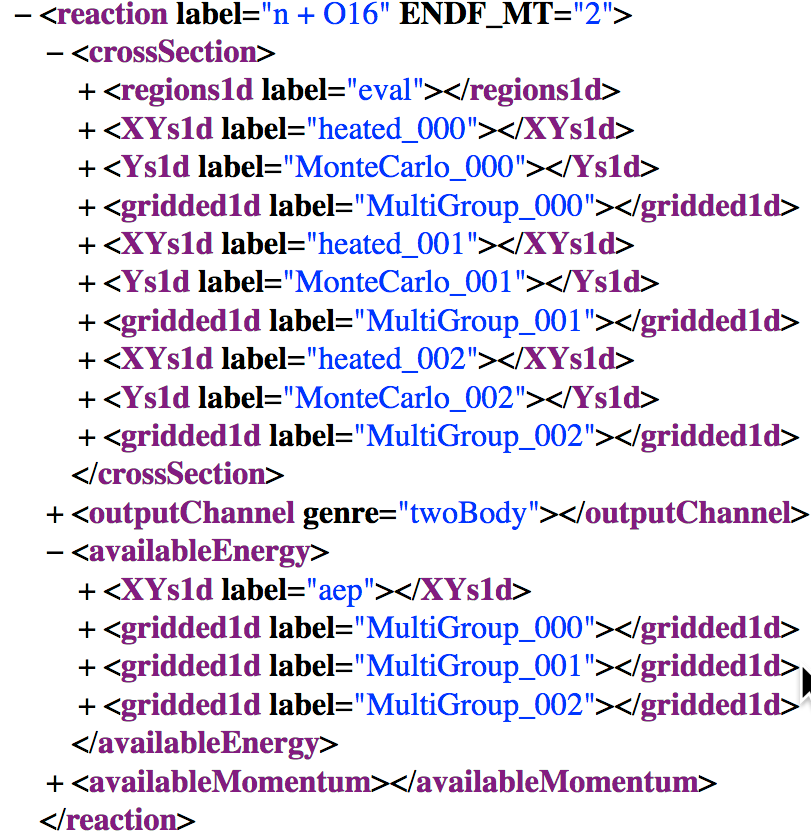 − <reaction label="n + O16" ENDF_MT="2">
− <crossSection>
+ <regions1d label="eval"></regions1d>
+ <XYs1d label="heated_000"></XYs1d>
+ <Ys1d label="MonteCarlo_000"></Ys1d>
+ <gridded1d label="MultiGroup_000"></gridded1d>
+ <XYs1d label="heated_001"></XYs1d>
+ <Ys1d label="MonteCarlo_001"></Ys1d>
+ <gridded1d label="MultiGroup_001"></gridded1d>
+ <XYs1d label="heated_002"></XYs1d>
+ <Ys1d label="MonteCarlo_002"></Ys1d>
+ <gridded1d label="MultiGroup_002"></gridded1d>
</crossSection>
+ <outputChannel genre="twoBody"></outputChannel>
− <availableEnergy>
+ <XYs1d label="aep"></XYs1d>
+ <gridded1d label="MultiGroup_000"></gridded1d>
+ <gridded1d label="MultiGroup_001"></gridded1d>
+ <gridded1d label="MultiGroup_002"></gridded1d>
</availableEnergy>
+ <availableMomentum></availableMomentum>
</reaction>